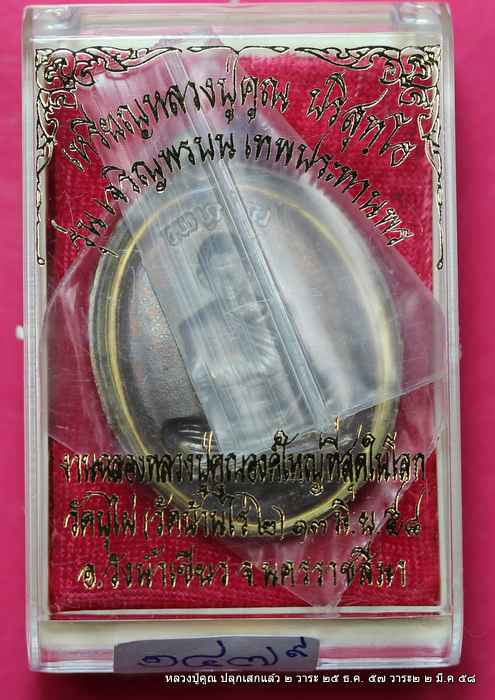 เหรียญหลวงปู่คูณ ปริสุทฺโธ
รุ่น เจริญพรบน เทพประทานพร
งานฉลองหลวงปู่คูณองค์ใหญ่ที่สุดในโลก
วัดบุไผ่ (วัดบ้านไร่ ๒) ๑๓ ก.พ. ๕๘
อ.วังน้ำเขียว จ.นครราชสีมา
๑๔๗๙
หลวงปู่คูณ ปลุกเสกแล้ว ๒ วาระ ๒๕ ธ.ค. ๕๗ วาระ๒ ๒ มี.ค ๕๘